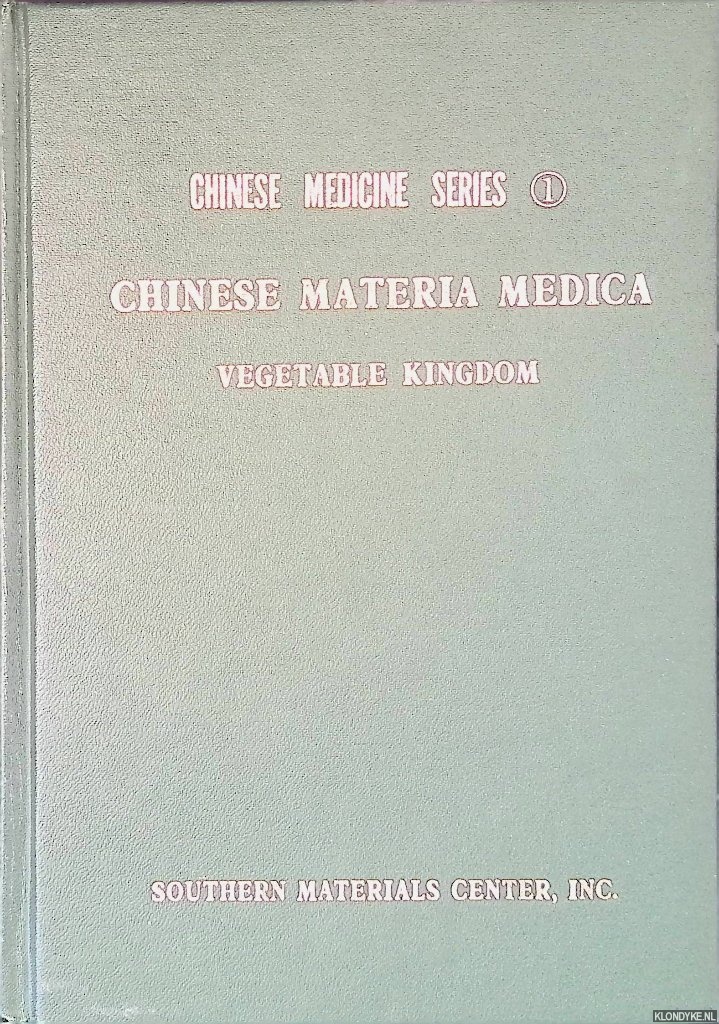 CHINESE MEDICINE SERIES ①
CHINESE MATERIA MEDICA
VEGETABLE KINGDOM
SOUTHERN MATERIALS CENTER, INC.
KLONDYKE.NL